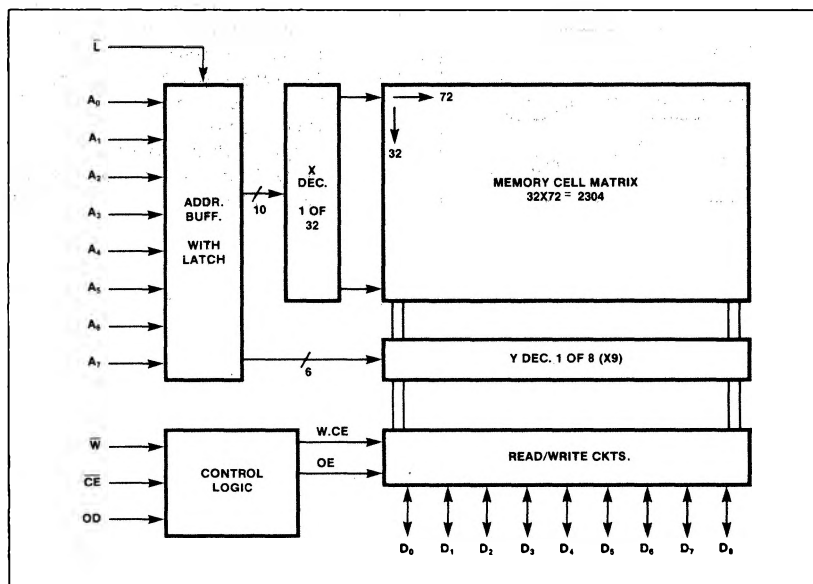 L̅
A₀
A₁
A₂
A₃
A₄
A₅
A₆
A₇
ADDR.
BUFF.
WITH
LATCH
10
6
X
DEC.
1 OF
32
72
32
MEMORY CELL MATRIX
32X72 = 2304
Y DEC. 1 OF 8 (X9)
W̅
C̅E̅
OD
CONTROL
LOGIC
W.CE
OE
READ/WRITE CKTS.
D₀ D₁ D₂ D₃ D₄ D₅ D₆ D₇ D₈